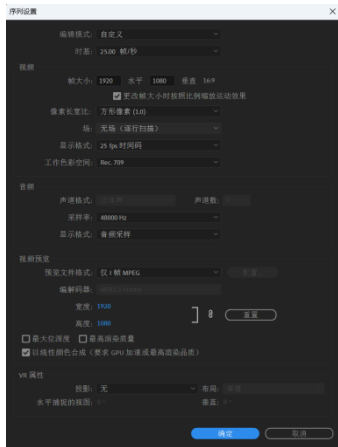 序列设置
编辑模式: 自定义
时基: 25.00 帧/秒
视频
帧大小: 1920 水平 1080 垂直 16:9
更改帧大小时按照比例缩放运动效果
像素长宽比: 方形像素 (1.0)
场: 无场（逐行扫描）
显示格式: 25 fps 时间码
工作色彩空间: Rec. 709
音频
声道格式: 声道数:
采样率: 48000 Hz
显示格式: 音频采样
视频预览
预览文件格式: 仅 I 帧 MPEG
编解码器:
宽度: 1920
高度: 1080
重置
最大位深度 最高渲染质量
以线性颜色合成（要求 GPU 加速或最高渲染品质）
VR 属性
投影: 无 布局:
水平捕捉的视图: 垂直:
确定 取消